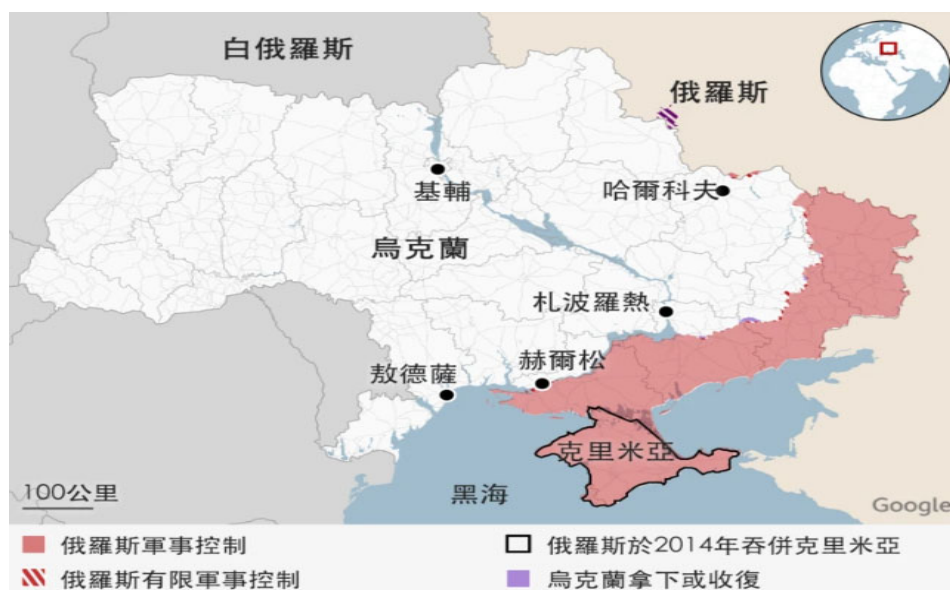 白俄羅斯
俄羅斯
基輔
哈爾科夫
烏克蘭
札波羅熱
赫爾松
敖德薩
克里米亞
黑海
100公里
Google
俄羅斯軍事控制
俄羅斯於2014年吞併克里米亞
俄羅斯有限軍事控制
烏克蘭拿下或收復